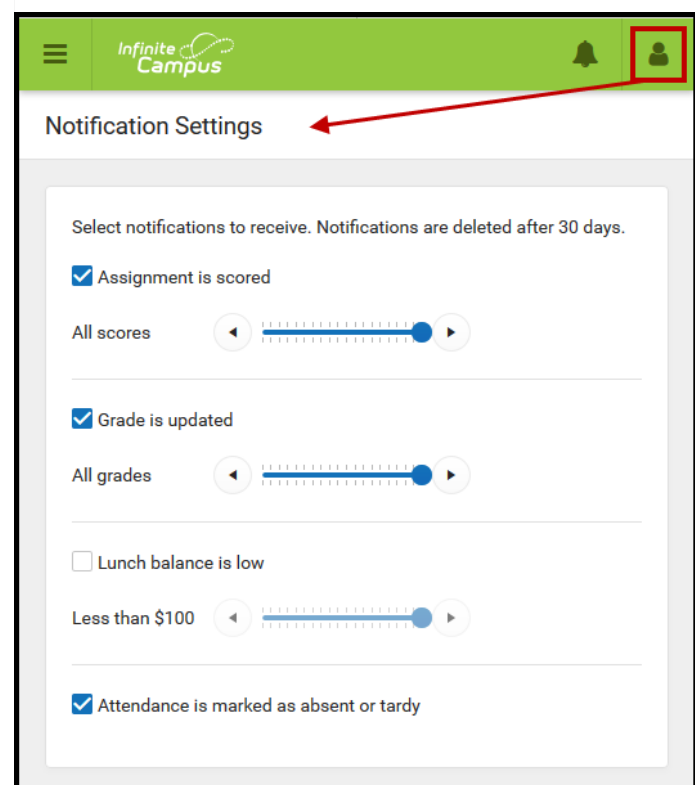 Infinite
Campus
Notification Settings
Select notifications to receive. Notifications are deleted after 30 days.
Assignment is scored
All scores
Grade is updated
All grades
Lunch balance is low
Less than $100
Attendance is marked as absent or tardy